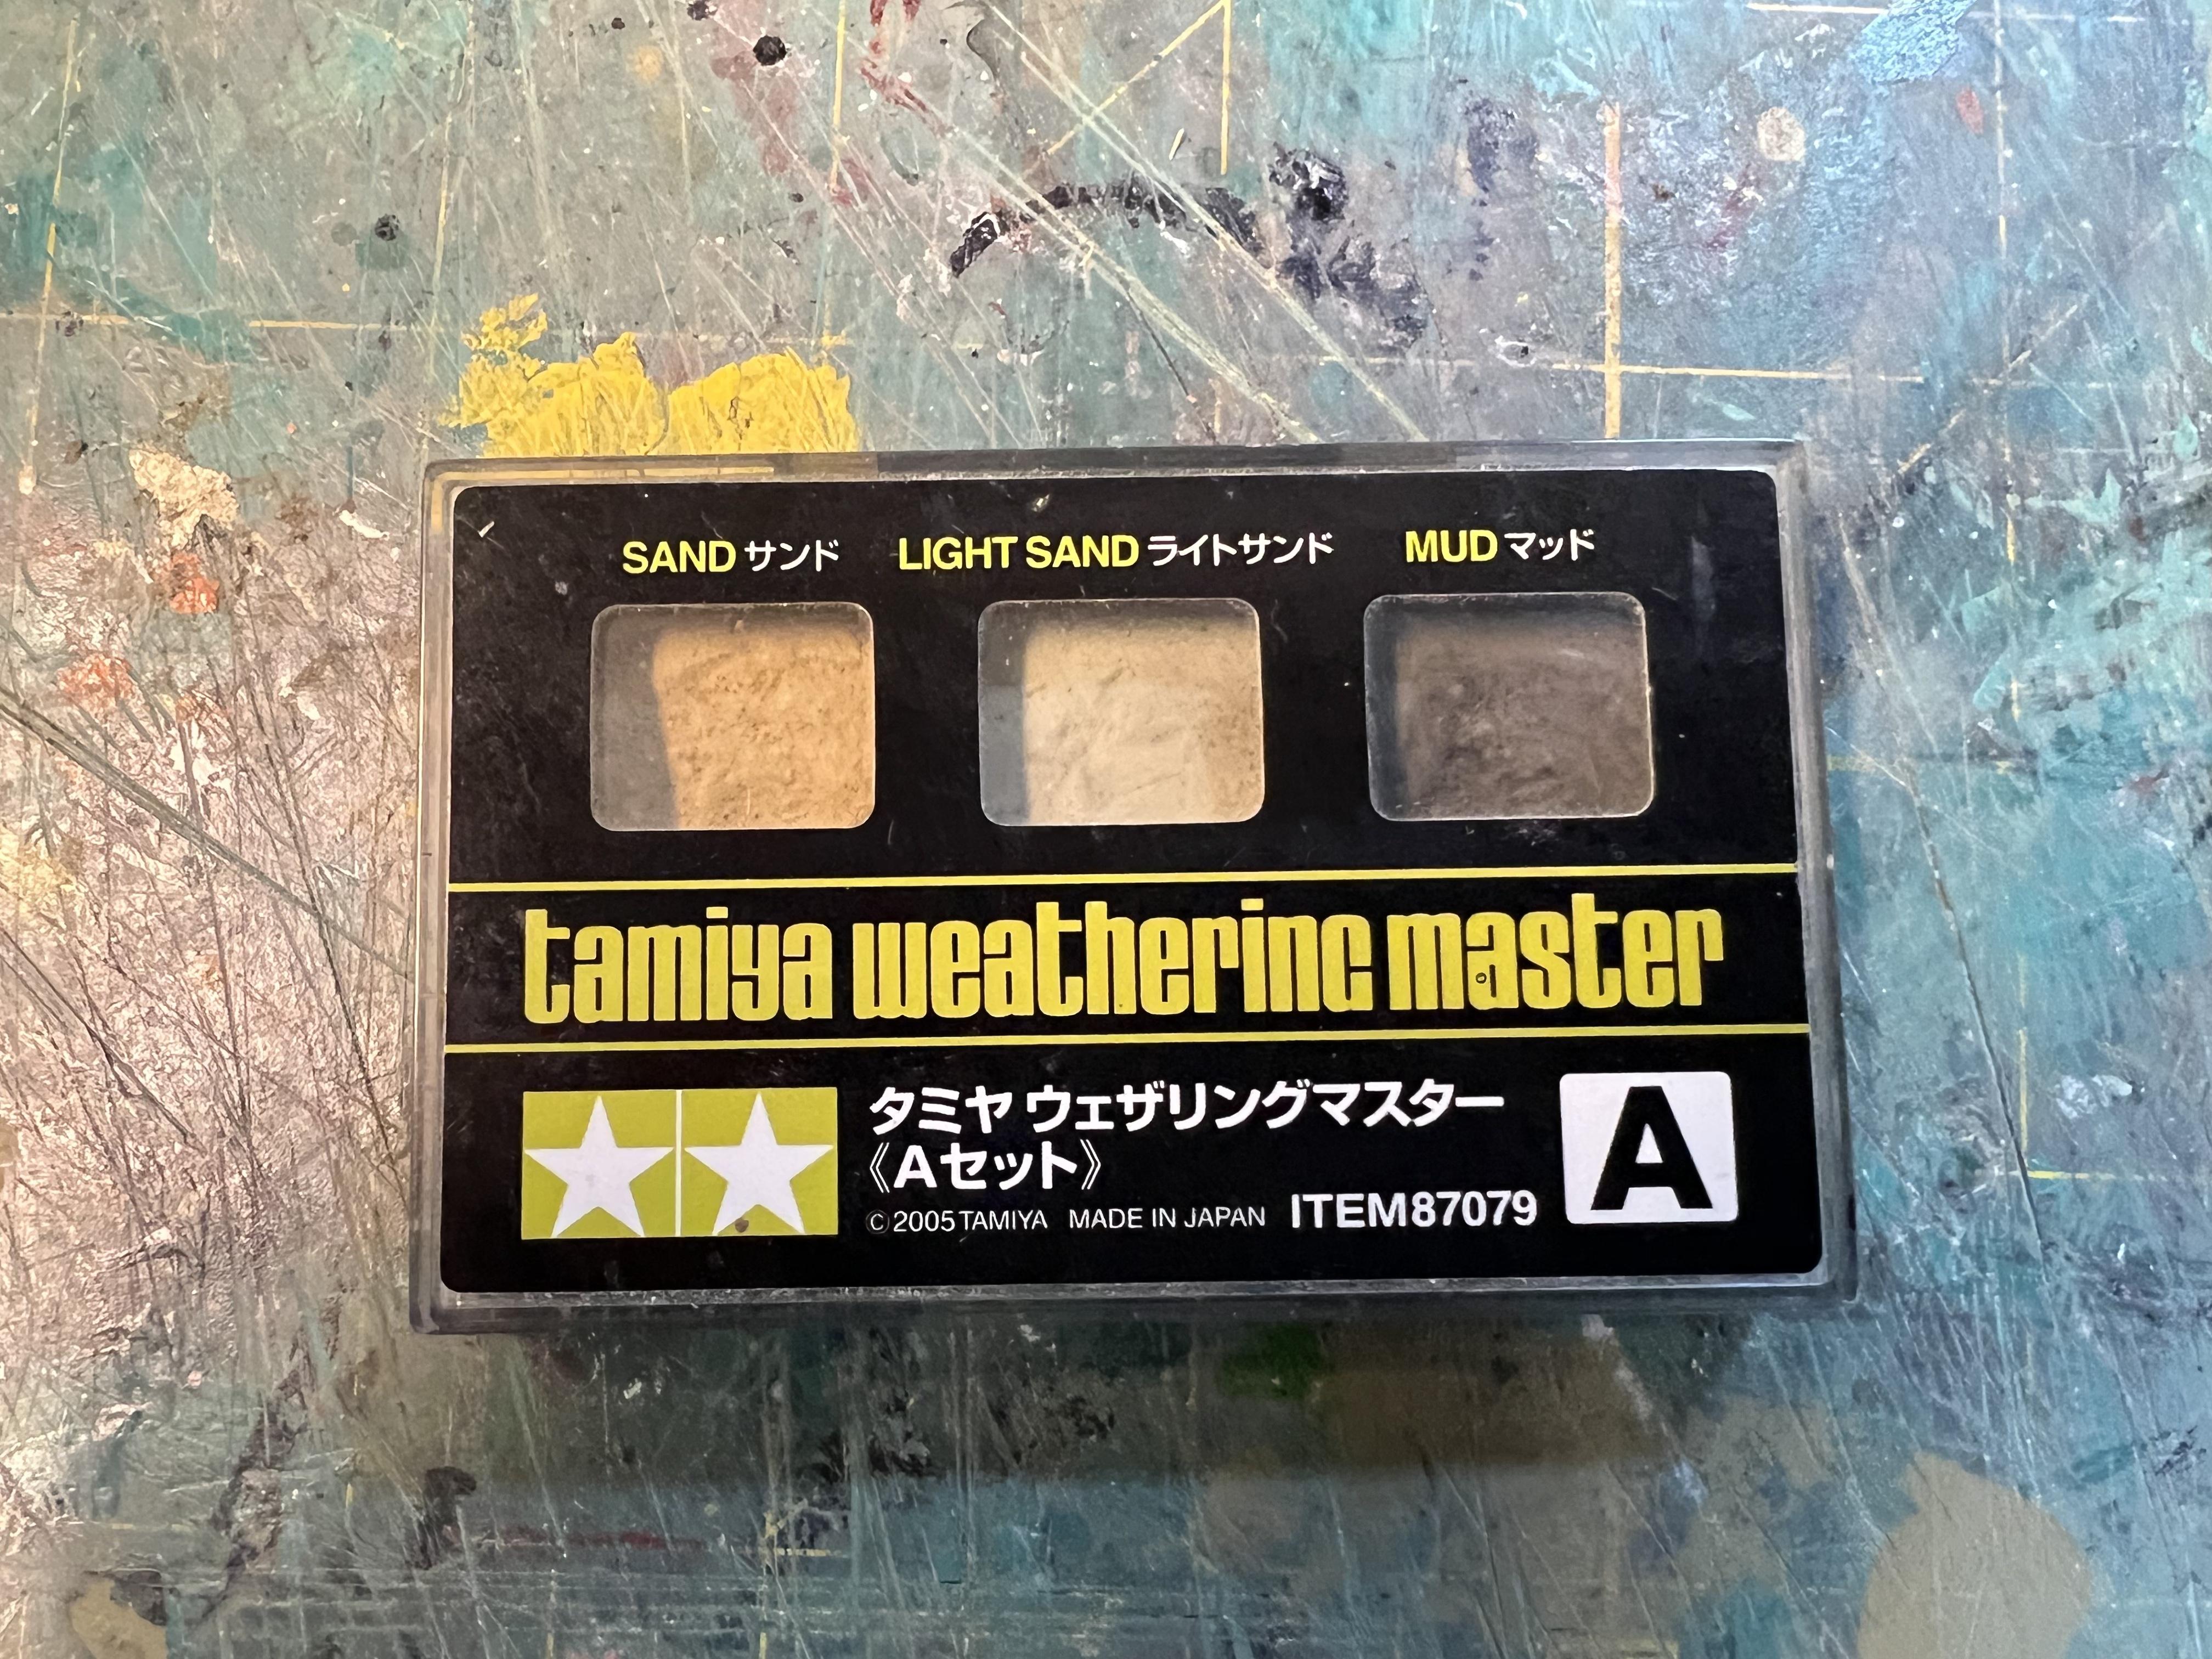 SAND サンド LIGHT SAND ライトサンド MUD マッド
tamiya weathering master
タミヤ ウェザリングマスター
《Aセット》
©2005 TAMIYA MADE IN JAPAN ITEM87079
A